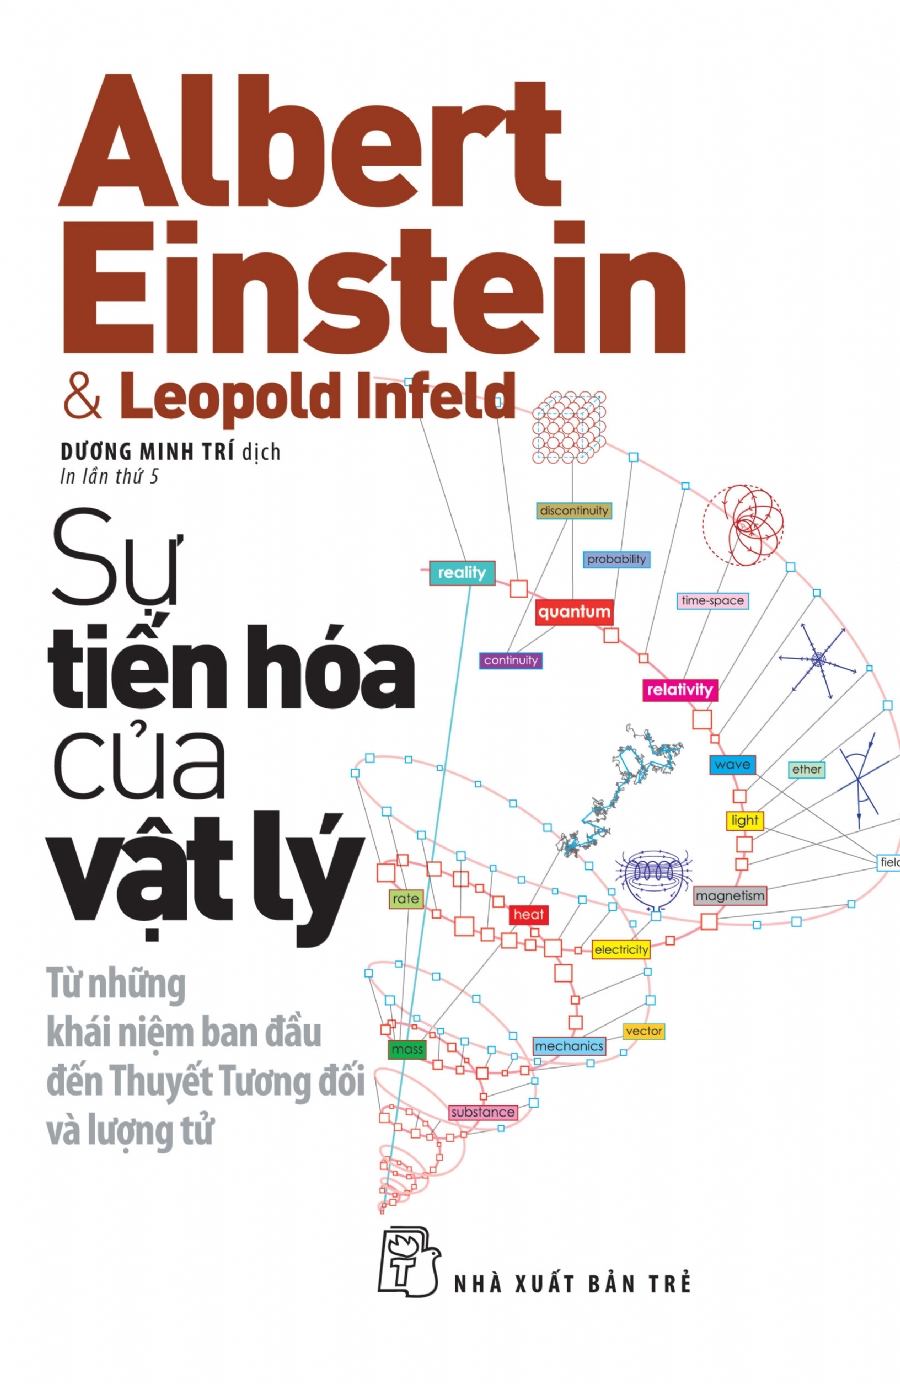 Albert
Einstein
& Leopold Infeld
DƯƠNG MINH TRÍ dịch
In lần thứ 5
Sự
tiến hóa
của
vật lý
Từ những
khái niệm ban đầu
đến Thuyết Tương đối
và lượng tử
discontinuity
probability
reality
time-space
quantum
continuity
relativity
wave
ether
light
field
magnetism
rate
heat
electricity
vector
mechanics
mass
substance
T
NHÀ XUẤT BẢN TRẺ